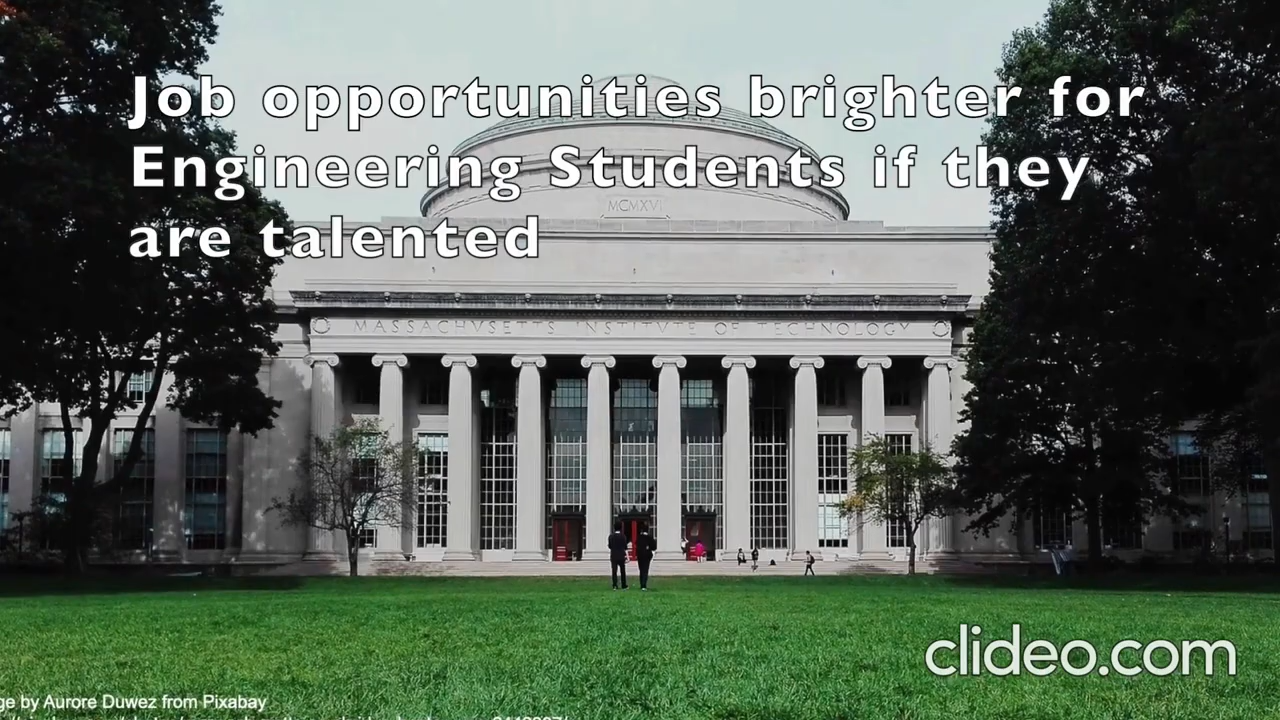 Job opportunities brighter for
Engineering Students if they
are talented
MCMXVI
MASSACHVSETTS INSTITVTE OF TECHNOLOGY
clideo.com
ge by Aurore Duwez from Pixabay